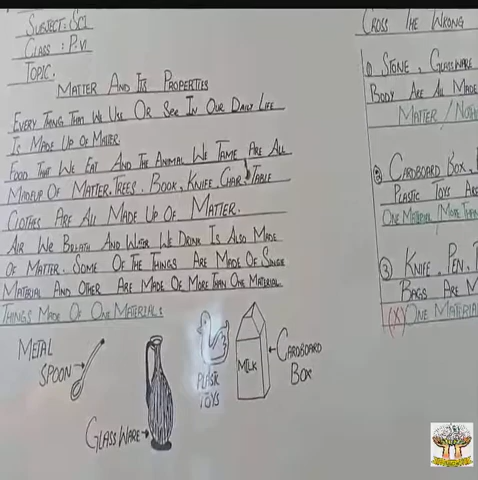 SUBJECT: SCI
CLASS: P.VI
TOPIC.
MATTER AND ITS PROPERTIES
EVERY THING THAT WE USE OR SEE IN OUR DAILY LIFE
IS MADE UP OF MATTER.
FOOD THAT WE EAT AND THE ANIMAL WE TAME ARE ALL
MADEUP OF MATTER. TREES, BOOK, KNIFE, CHAIR, TABLE
CLOTHES ARE ALL MADE UP OF MATTER.
AIR WE BREATH AND WATER WE DRINK IS ALSO MADE
OF MATTER. SOME OF THE THINGS ARE MADE OF SINGLE
MATERIAL AND OTHER ARE MADE OF MORE THAN ONE MATERIAL.
THINGS MADE OF ONE METERIAL:
METAL
SPOON
GLASSWARE
PLASTIC
TOYS
MILK
CARDBOARD
BOX
CROSS THE WRONG
1) STONE, GLASSWARE
BODY ARE ALL MADE
MATTER / NOTH
2) CARDBOARD BOX,
PLASTIC TOYS ARE
ONE MATERIAL / MORE THAN
3) KNIFE, PEN,
BAGS ARE M
(X) ONE MATERIAL